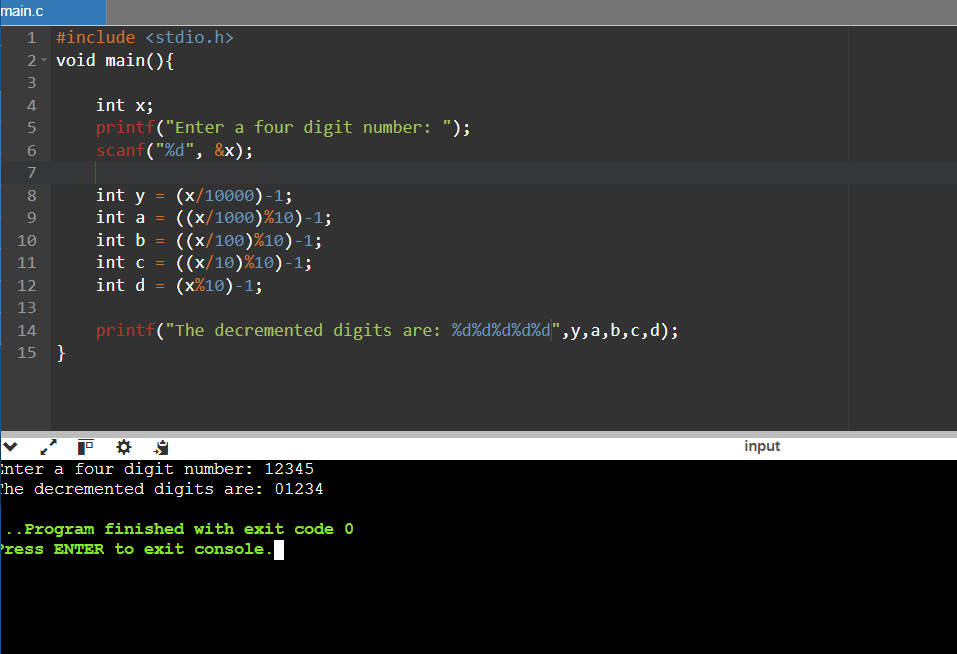 main.c
1 #include <stdio.h>
2 void main(){
3
4     int x;
5     printf("Enter a four digit number: ");
6     scanf("%d", &x);
7
8     int y = (x/10000)-1;
9     int a = ((x/1000)%10)-1;
10     int b = ((x/100)%10)-1;
11     int c = ((x/10)%10)-1;
12     int d = (x%10)-1;
13
14     printf("The decremented digits are: %d%d%d%d%d",y,a,b,c,d);
15 }
input
Enter a four digit number: 12345
The decremented digits are: 01234
...Program finished with exit code 0
Press ENTER to exit console.